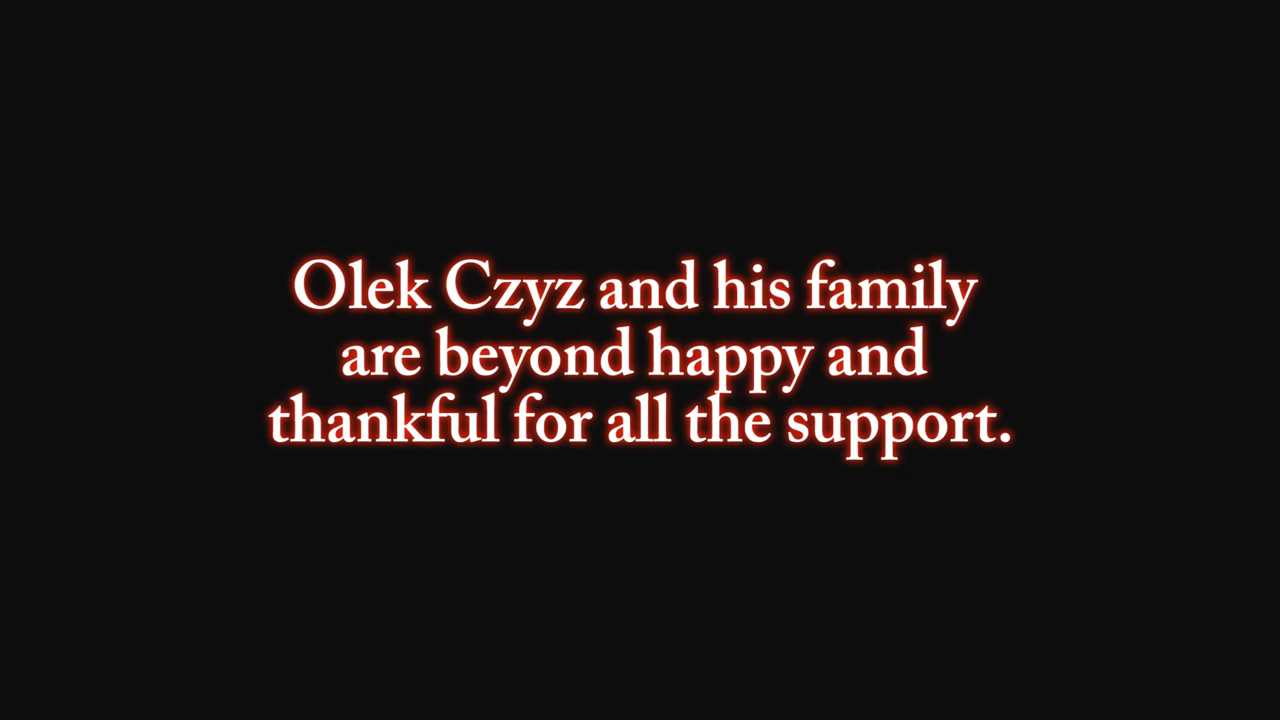 Olek Czyz and his family
are beyond happy and
thankful for all the support.